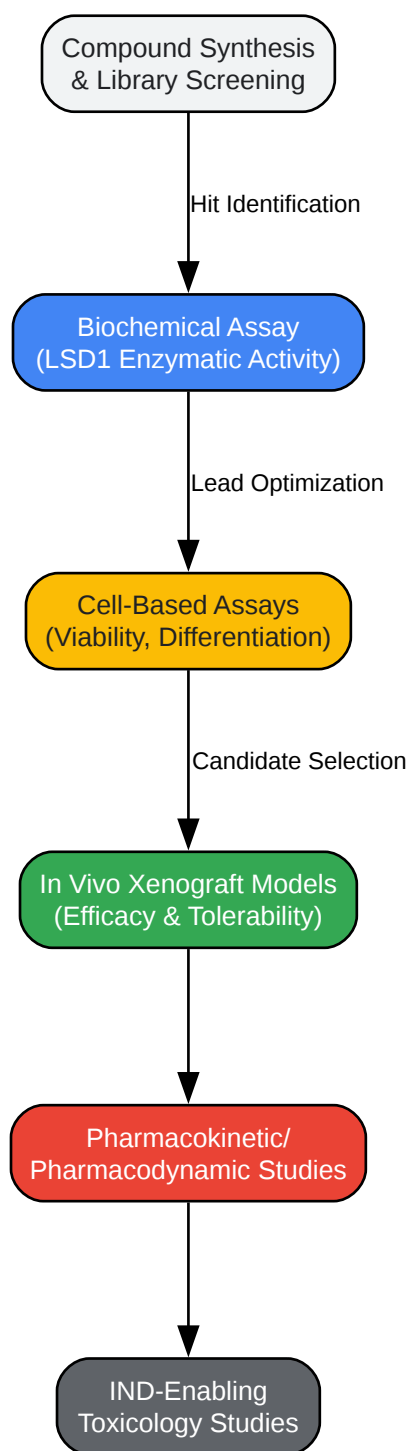 Compound Synthesis
& Library Screening
Hit Identification
Biochemical Assay
(LSD1 Enzymatic Activity)
Lead Optimization
Cell-Based Assays
(Viability, Differentiation)
Candidate Selection
In Vivo Xenograft Models
(Efficacy & Tolerability)
Pharmacokinetic/
Pharmacodynamic Studies
IND-Enabling
Toxicology Studies